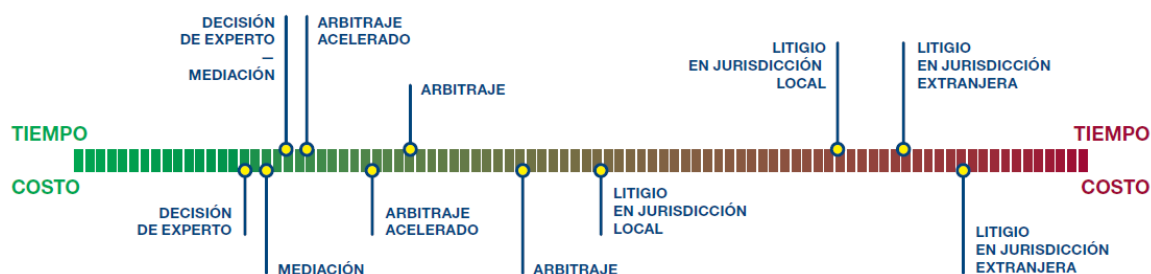 DECISIÓN
DE EXPERTO
—
MEDIACIÓN
ARBITRAJE
ACELERADO
ARBITRAJE
LITIGIO
EN JURISDICCIÓN
LOCAL
LITIGIO
EN JURISDICCIÓN
EXTRANJERA
TIEMPO
TIEMPO
COSTO
COSTO
DECISIÓN
DE EXPERTO
MEDIACIÓN
ARBITRAJE
ACELERADO
ARBITRAJE
LITIGIO
EN JURISDICCIÓN
LOCAL
LITIGIO
EN JURISDICCIÓN
EXTRANJERA